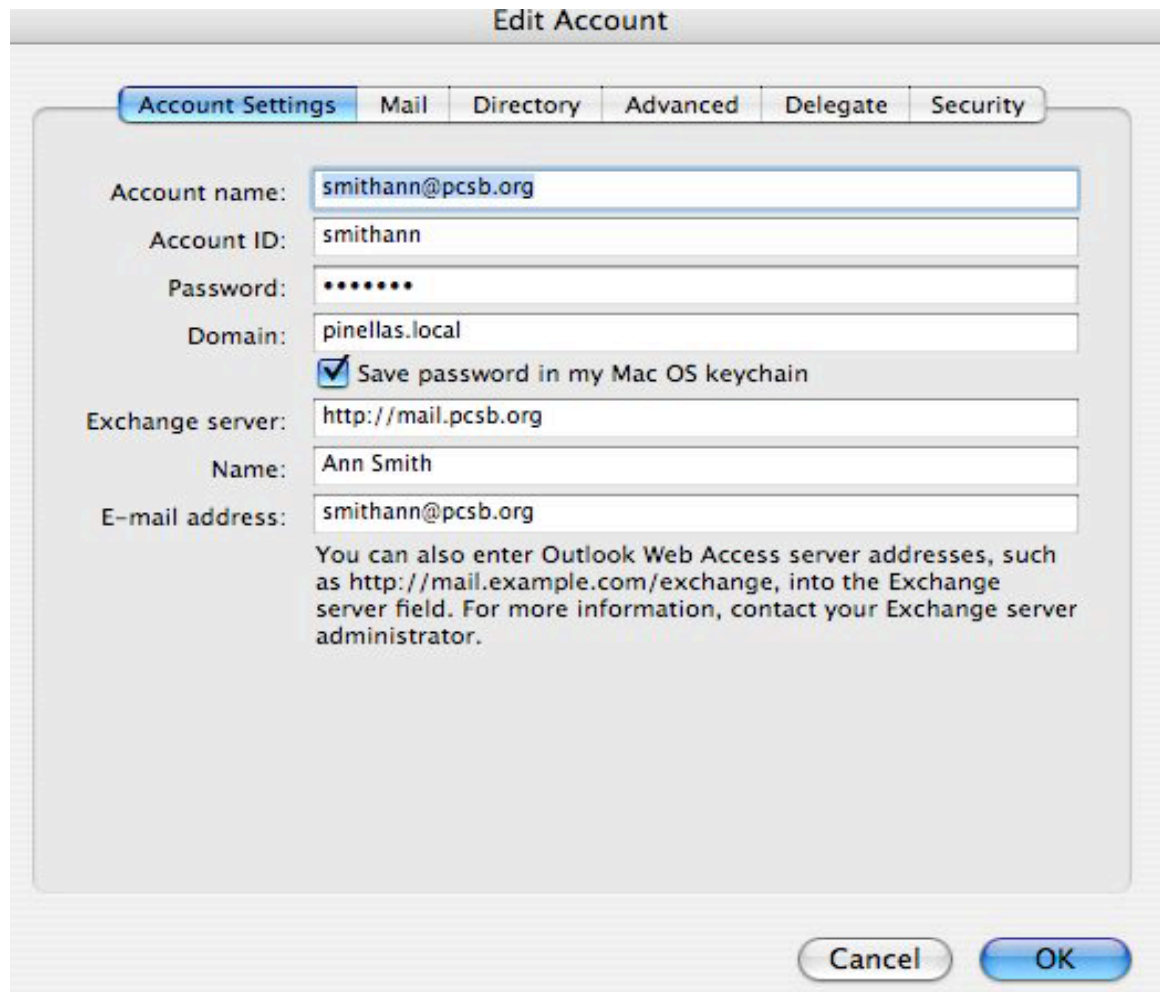 Edit Account
Account Settings Mail Directory Advanced Delegate Security
Account name: smithann@pcsb.org
Account ID: smithann
Password: •••••••
Domain: pinellas.local
Save password in my Mac OS keychain
Exchange server: http://mail.pcsb.org
Name: Ann Smith
E-mail address: smithann@pcsb.org
You can also enter Outlook Web Access server addresses, such
as http://mail.example.com/exchange, into the Exchange
server field. For more information, contact your Exchange server
administrator.
Cancel OK